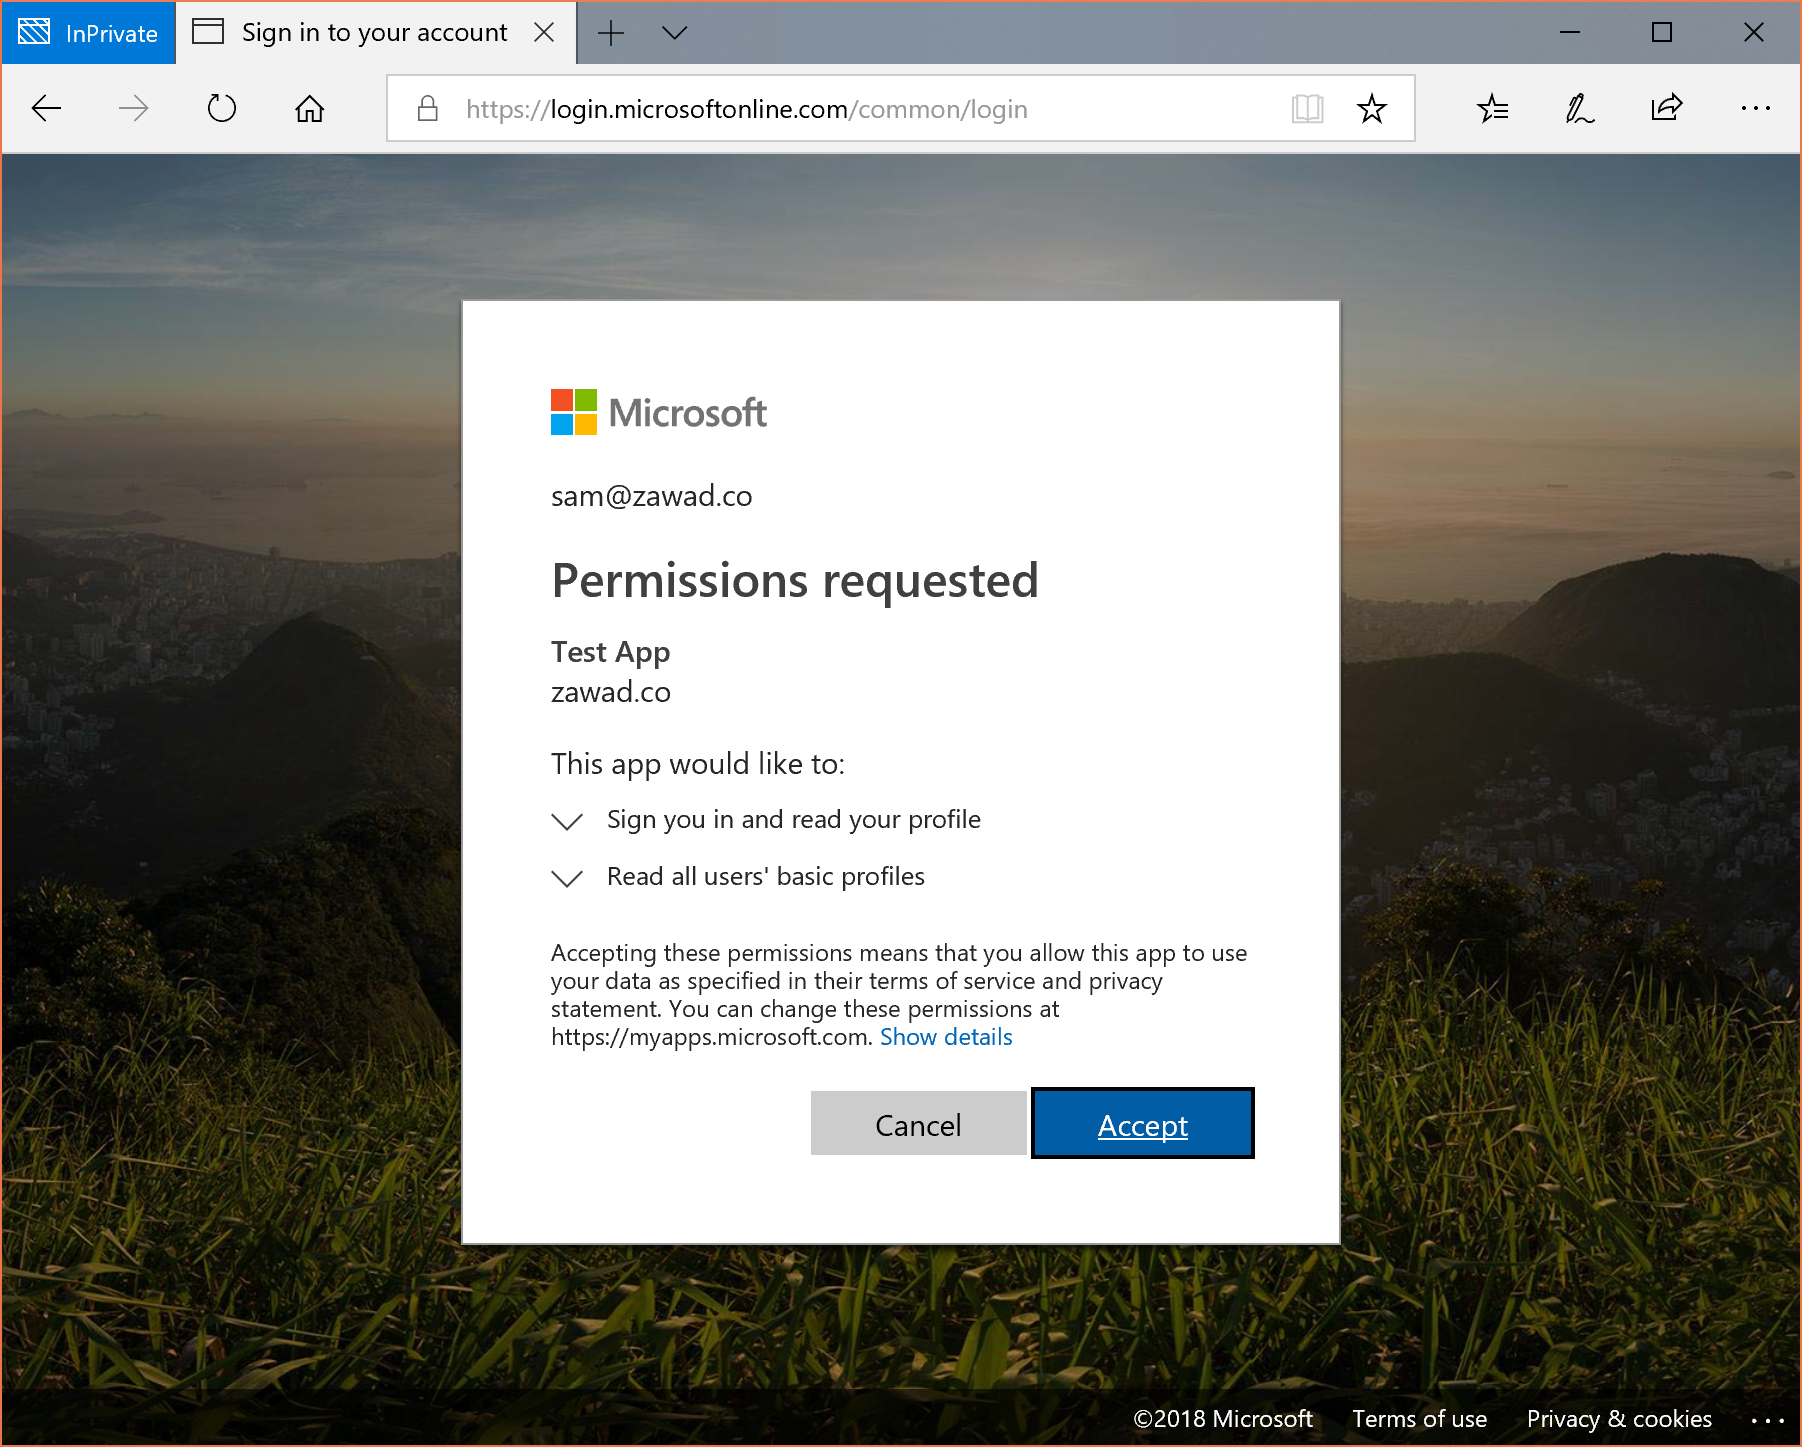 InPrivate
Sign in to your account
https://login.microsoftonline.com/common/login
Microsoft
sam@zawad.co
Permissions requested
Test App
zawad.co
This app would like to:
Sign you in and read your profile
Read all users' basic profiles
Accepting these permissions means that you allow this app to use
your data as specified in their terms of service and privacy
statement. You can change these permissions at
https://myapps.microsoft.com. Show details
Cancel
Accept
©2018 Microsoft
Terms of use
Privacy & cookies